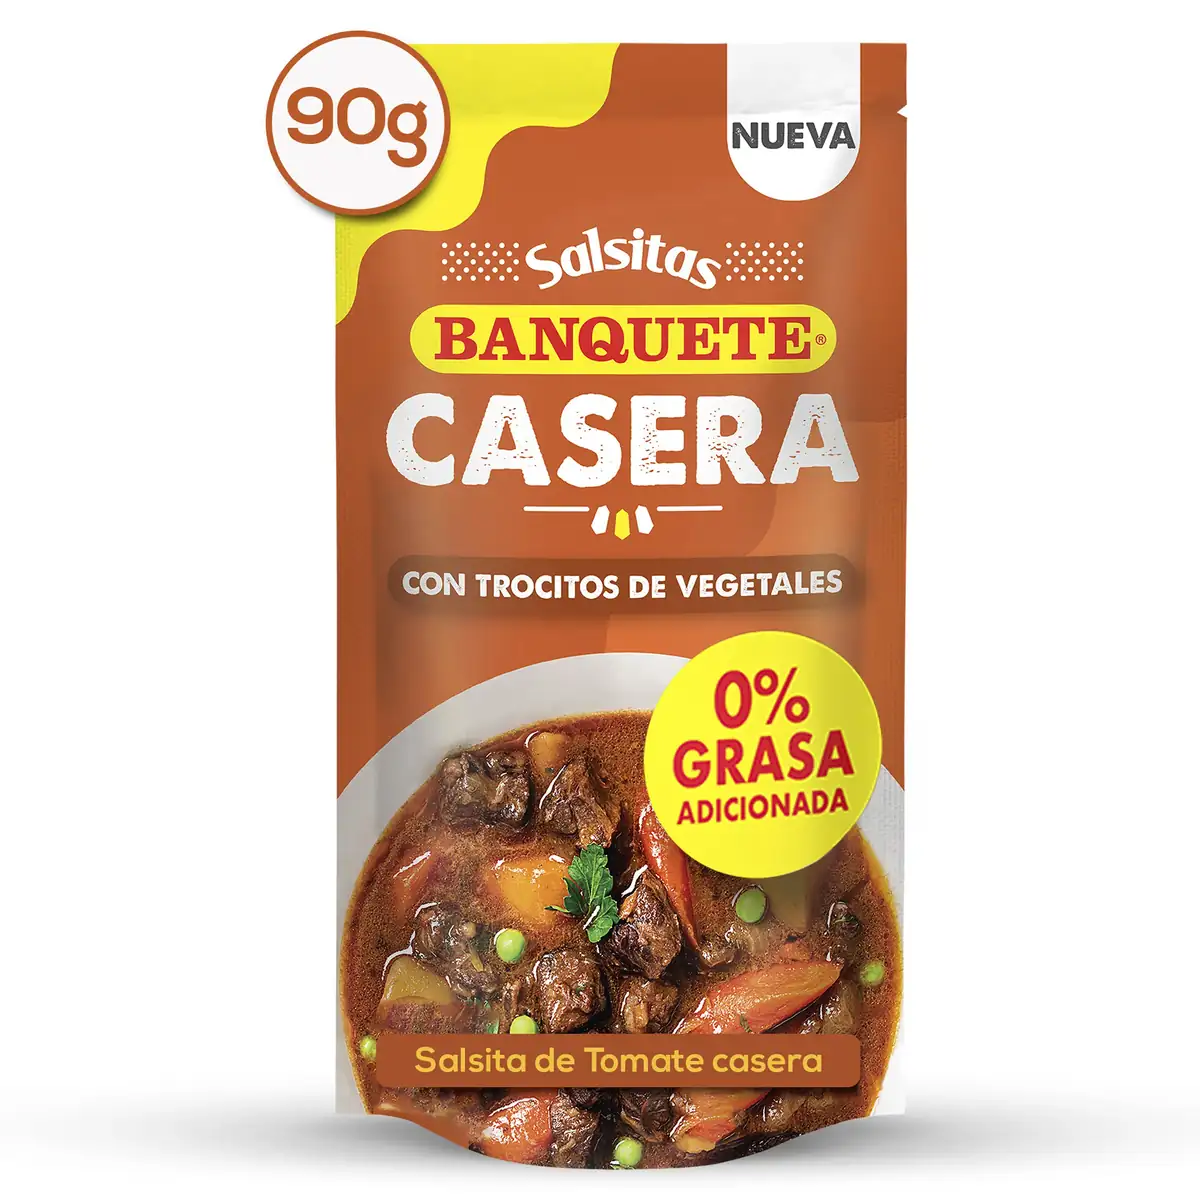 90g
NUEVA
Salsitas
BANQUETE®
CASERA
CON TROCITOS DE VEGETALES
0%
GRASA
ADICIONADA
Salsita de Tomate casera